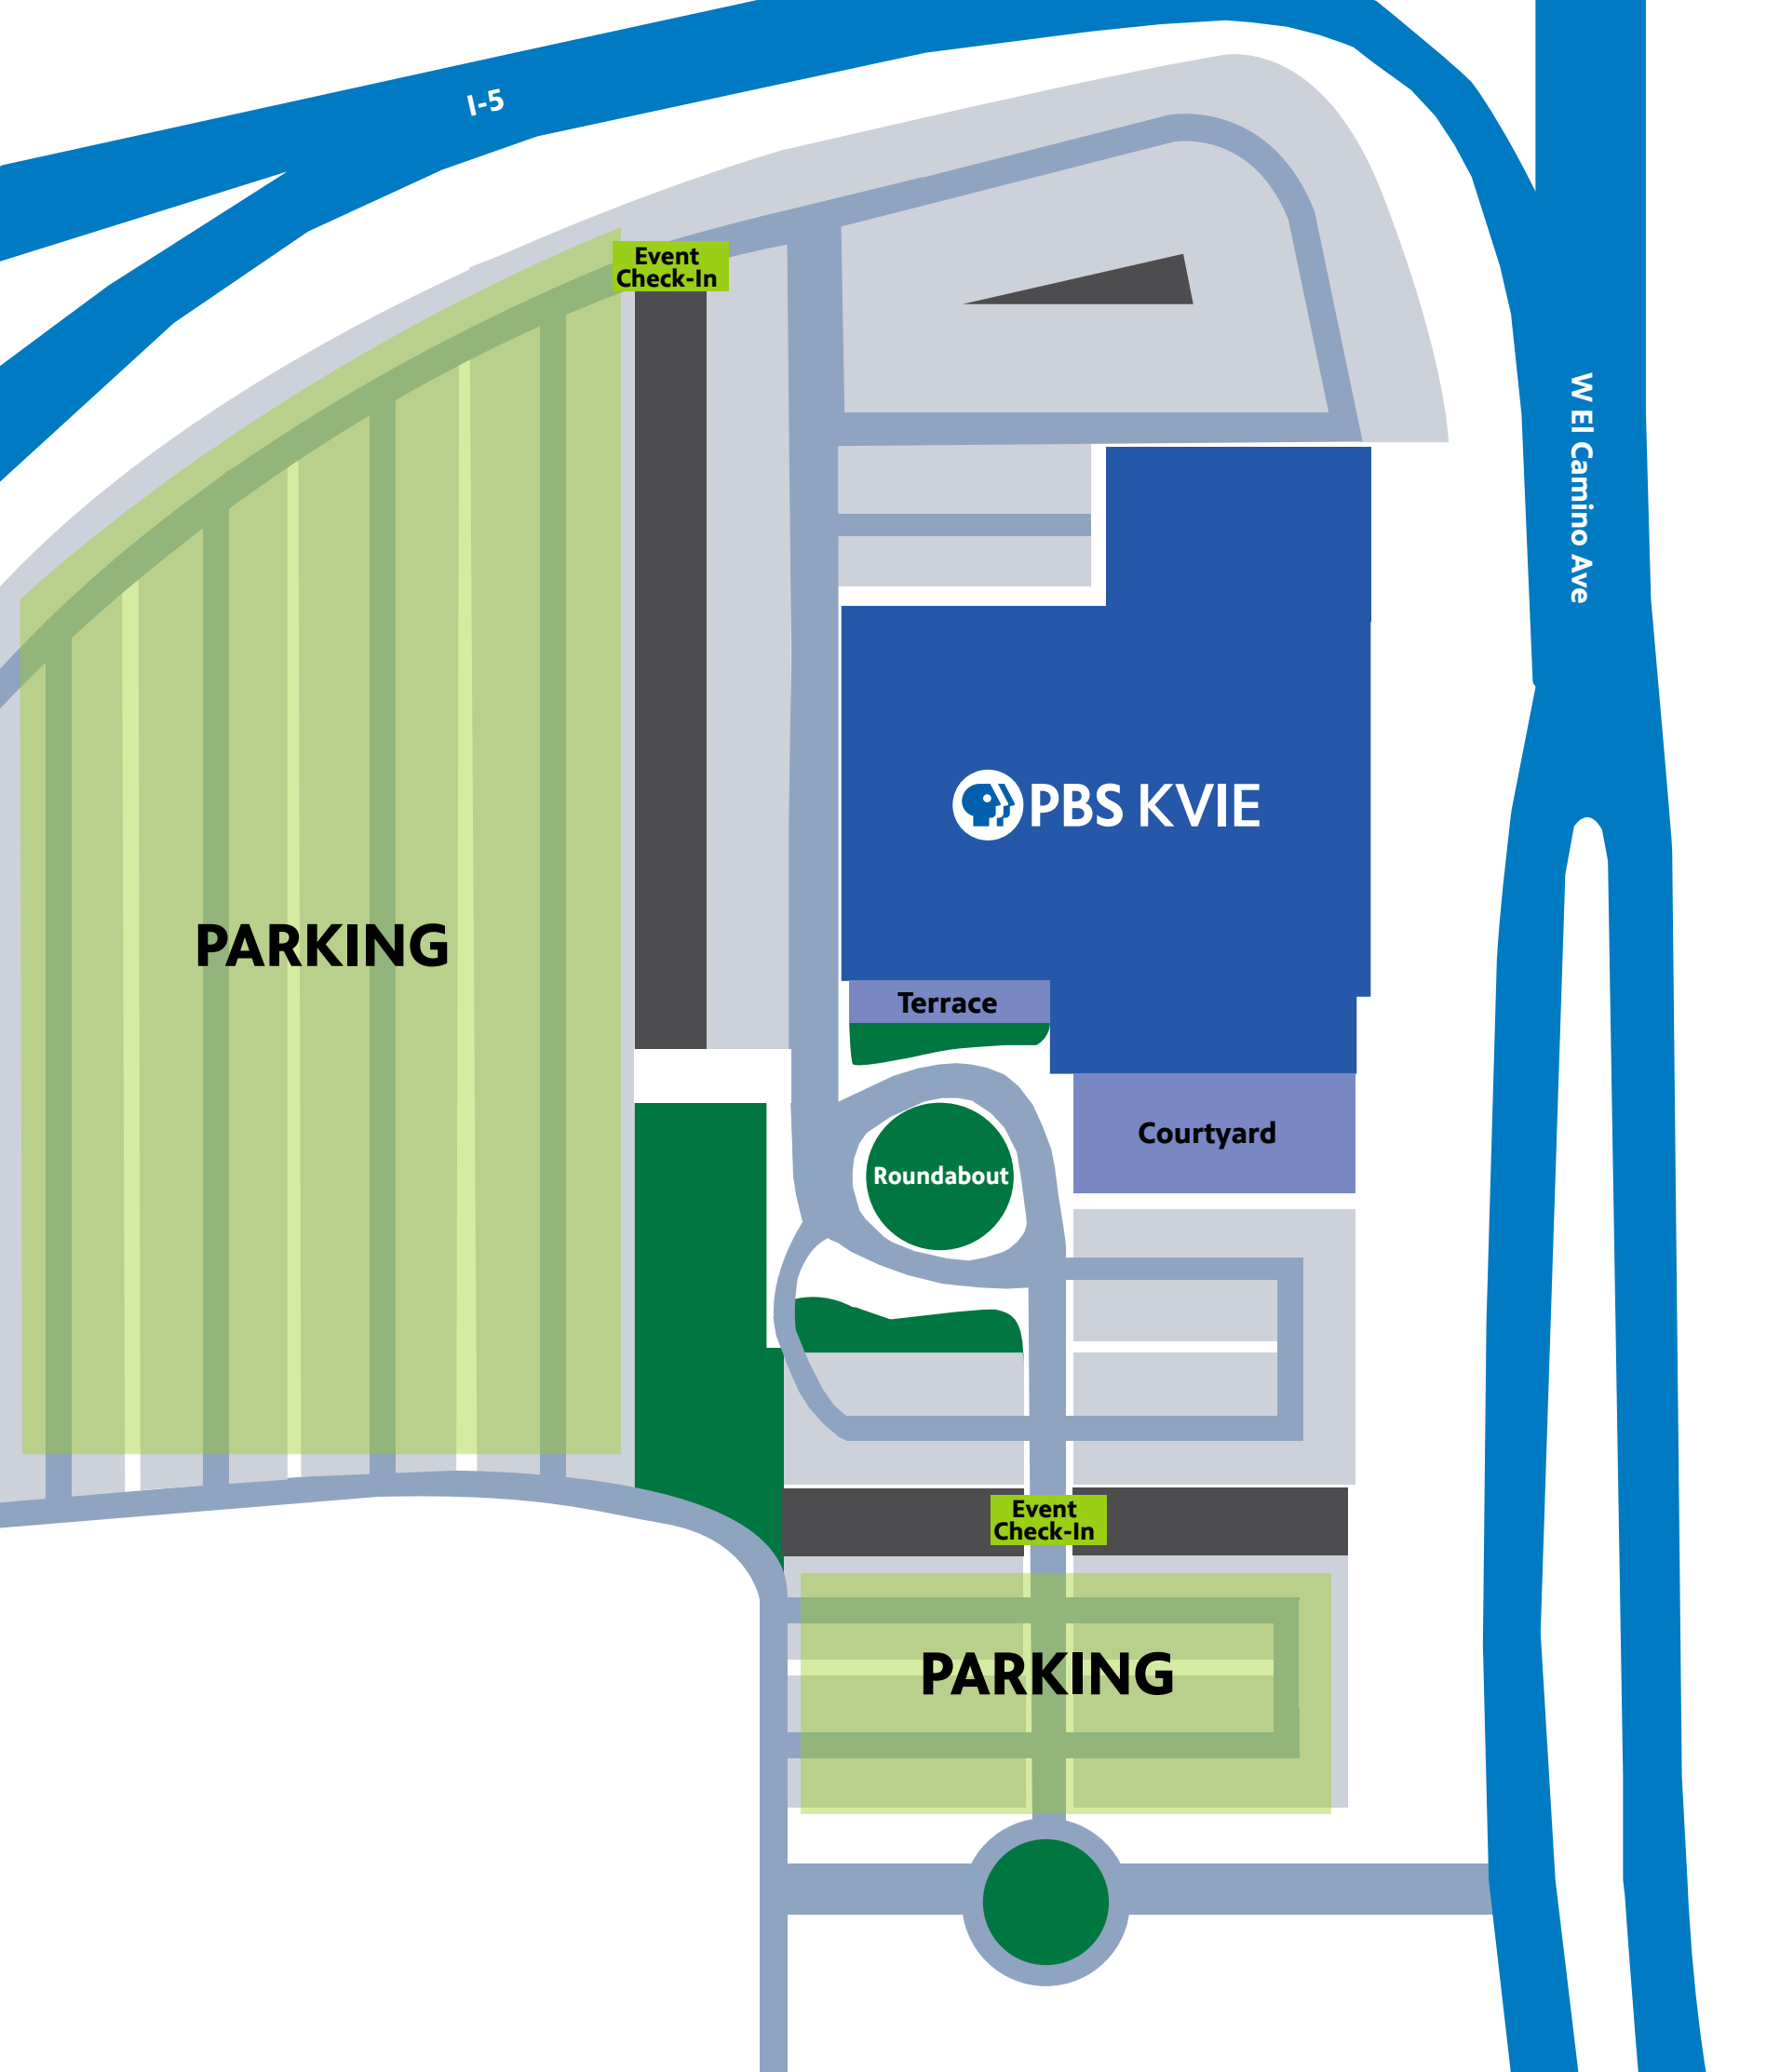 I-5
Event
Check-In
W El Camino Ave
PBS KVIE
PARKING
Terrace
Courtyard
Roundabout
Event
Check-In
PARKING